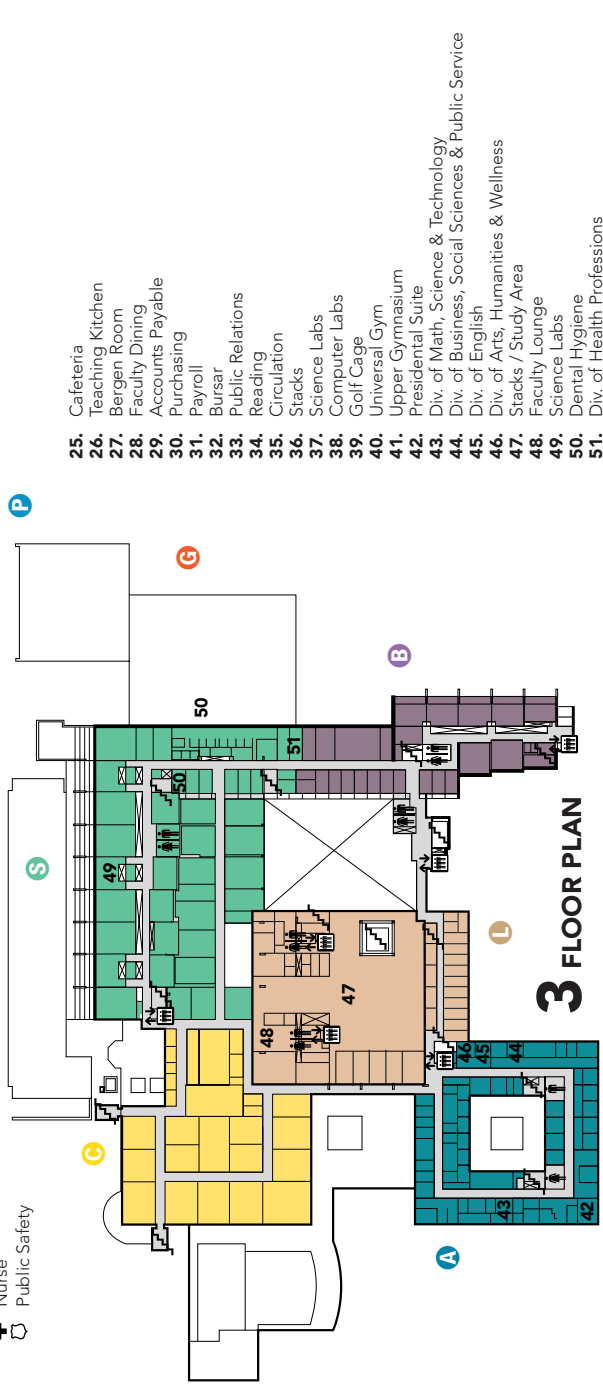 Nurse
Public Safety
C
S
P
G
B
L
A
49
50
50
51
48
47
46
45
44
43
42
3 FLOOR PLAN
25. Cafeteria
26. Teaching Kitchen
27. Bergen Room
28. Faculty Dining
29. Accounts Payable
30. Purchasing
31. Payroll
32. Bursar
33. Public Relations
34. Reading
35. Circulation
36. Stacks
37. Science Labs
38. Computer Labs
39. Golf Cage
40. Universal Gym
41. Upper Gymnasium
42. Presidential Suite
43. Div. of Math, Science & Technology
44. Div. of Business, Social Sciences & Public Service
45. Div. of English
46. Div. of Arts, Humanities & Wellness
47. Stacks / Study Area
48. Faculty Lounge
49. Science Labs
50. Dental Hygiene
51. Div. of Health Professions